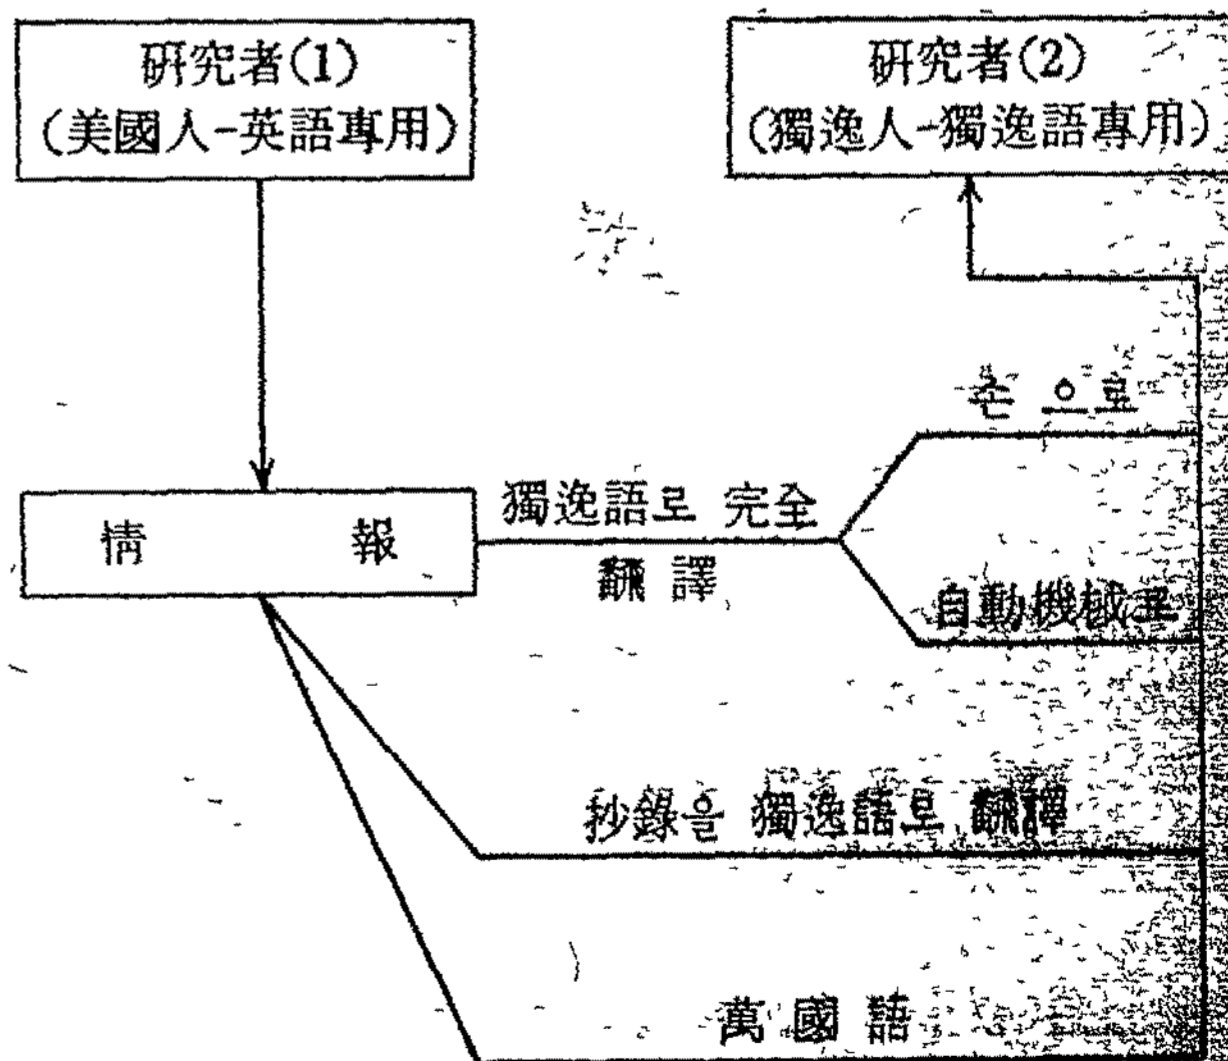 硏究者(1)
(美國人-英語專用)
硏究者(2)
(獨逸人-獨逸語專用)
손 으로
情 報
獨逸語로 完全
飜 譯
自動機械로
抄錄을 獨逸語로 飜譯
萬 國 語